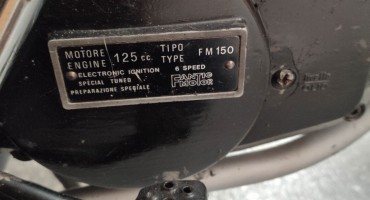 MOTORE ENGINE 125 cc. TIPO TYPE FM 150
ELECTRONIC IGNITION 6 SPEED
SPECIAL TUNED
PREPARAZIONE SPECIALE
FANTIC MOTOR